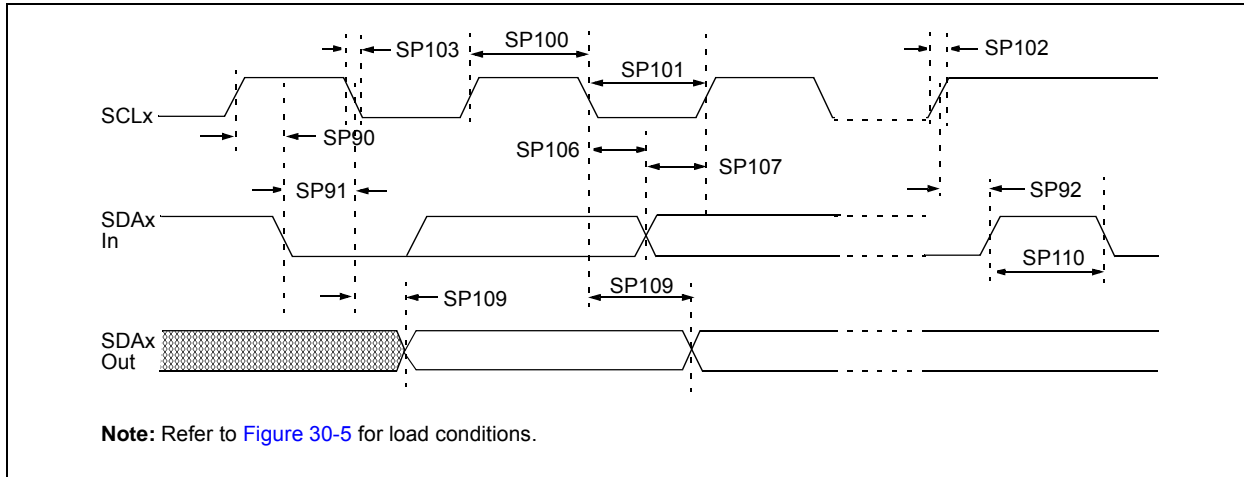 SP103
SP100
SP102
SP101
SCLx
SP90
SP106
SP107
SP91
SP92
SDAx
In
SP110
SP109
SP109
SDAx
Out
Note: Refer to Figure 30-5 for load conditions.